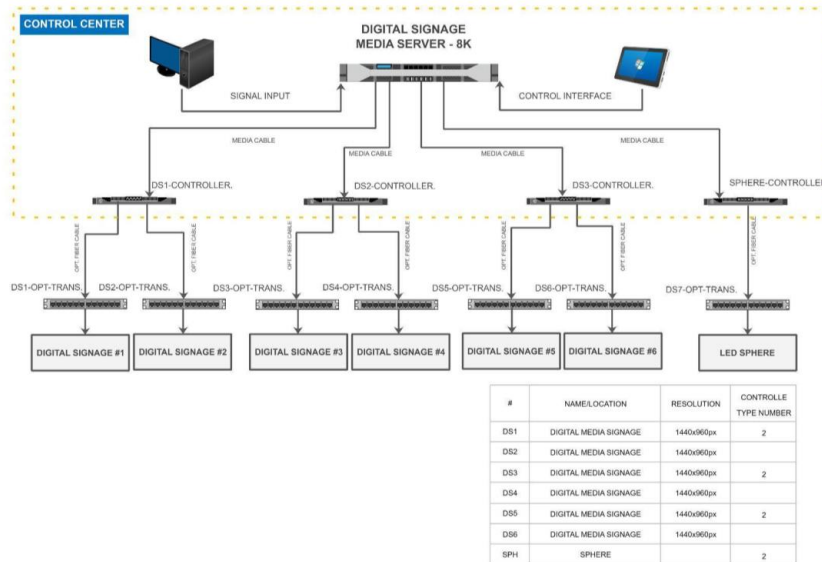 CONTROL CENTER
DIGITAL SIGNAGE
MEDIA SERVER - 8K
SIGNAL INPUT
CONTROL INTERFACE
MEDIA CABLE
MEDIA CABLE
MEDIA CABLE
MEDIA CABLE
DS1-CONTROLLER.
DS2-CONTROLLER.
DS3-CONTROLLER.
SPHERE-CONTROLLER
OPT. FIBER CABLE
OPT. FIBER CABLE
OPT. FIBER CABLE
OPT. FIBER CABLE
OPT. FIBER CABLE
OPT. FIBER CABLE
OPT. FIBER CABLE
DS1-OPT-TRANS.
DS2-OPT-TRANS.
DS3-OPT-TRANS.
DS4-OPT-TRANS.
DS5-OPT-TRANS.
DS6-OPT-TRANS.
DS7-OPT-TRANS.
DIGITAL SIGNAGE #1
DIGITAL SIGNAGE #2
DIGITAL SIGNAGE #3
DIGITAL SIGNAGE #4
DIGITAL SIGNAGE #5
DIGITAL SIGNAGE #6
LED SPHERE
# NAME/LOCATION RESOLUTION CONTROLLE
TYPE NUMBER
DS1 DIGITAL MEDIA SIGNAGE 1440x960px 2
DS2 DIGITAL MEDIA SIGNAGE 1440x960px
DS3 DIGITAL MEDIA SIGNAGE 1440x960px 2
DS4 DIGITAL MEDIA SIGNAGE 1440x960px
DS5 DIGITAL MEDIA SIGNAGE 1440x960px 2
DS6 DIGITAL MEDIA SIGNAGE 1440x960px
SPH SPHERE 2